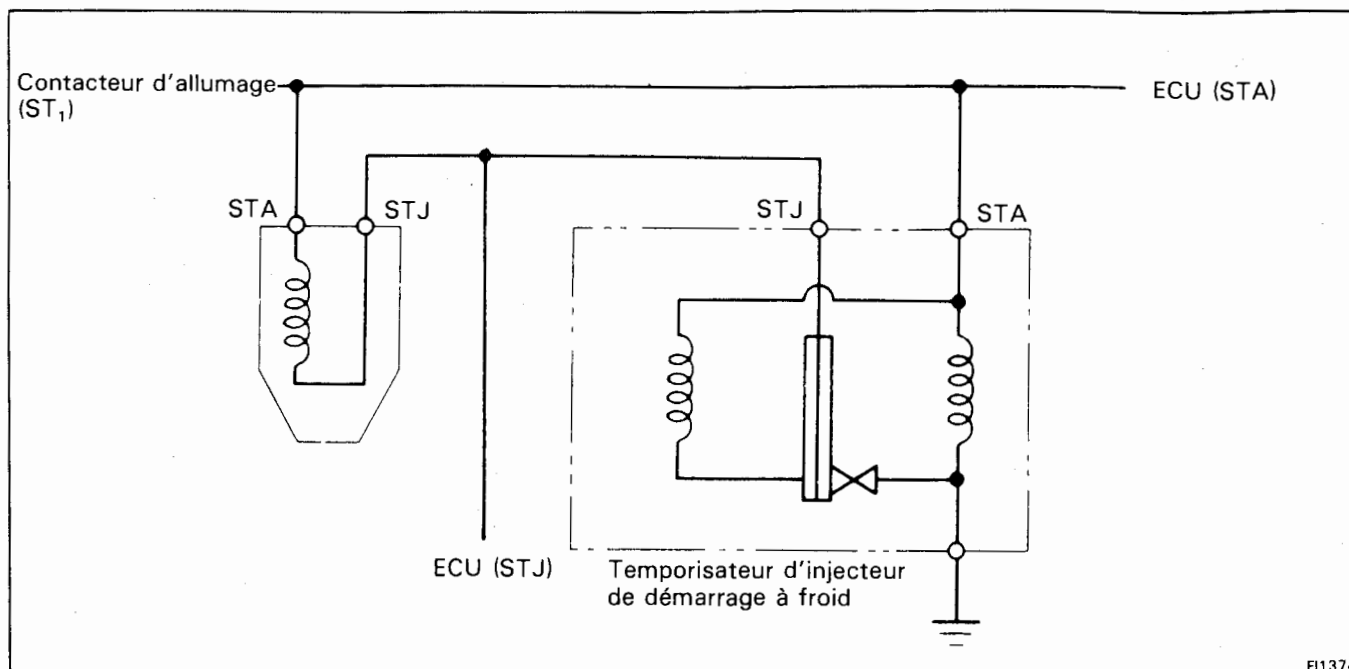 Contacteur d'allumage
(ST₁)
ECU (STA)
STA
STJ
STJ
STA
ECU (STJ)
Temporisateur d'injecteur
de démarrage à froid